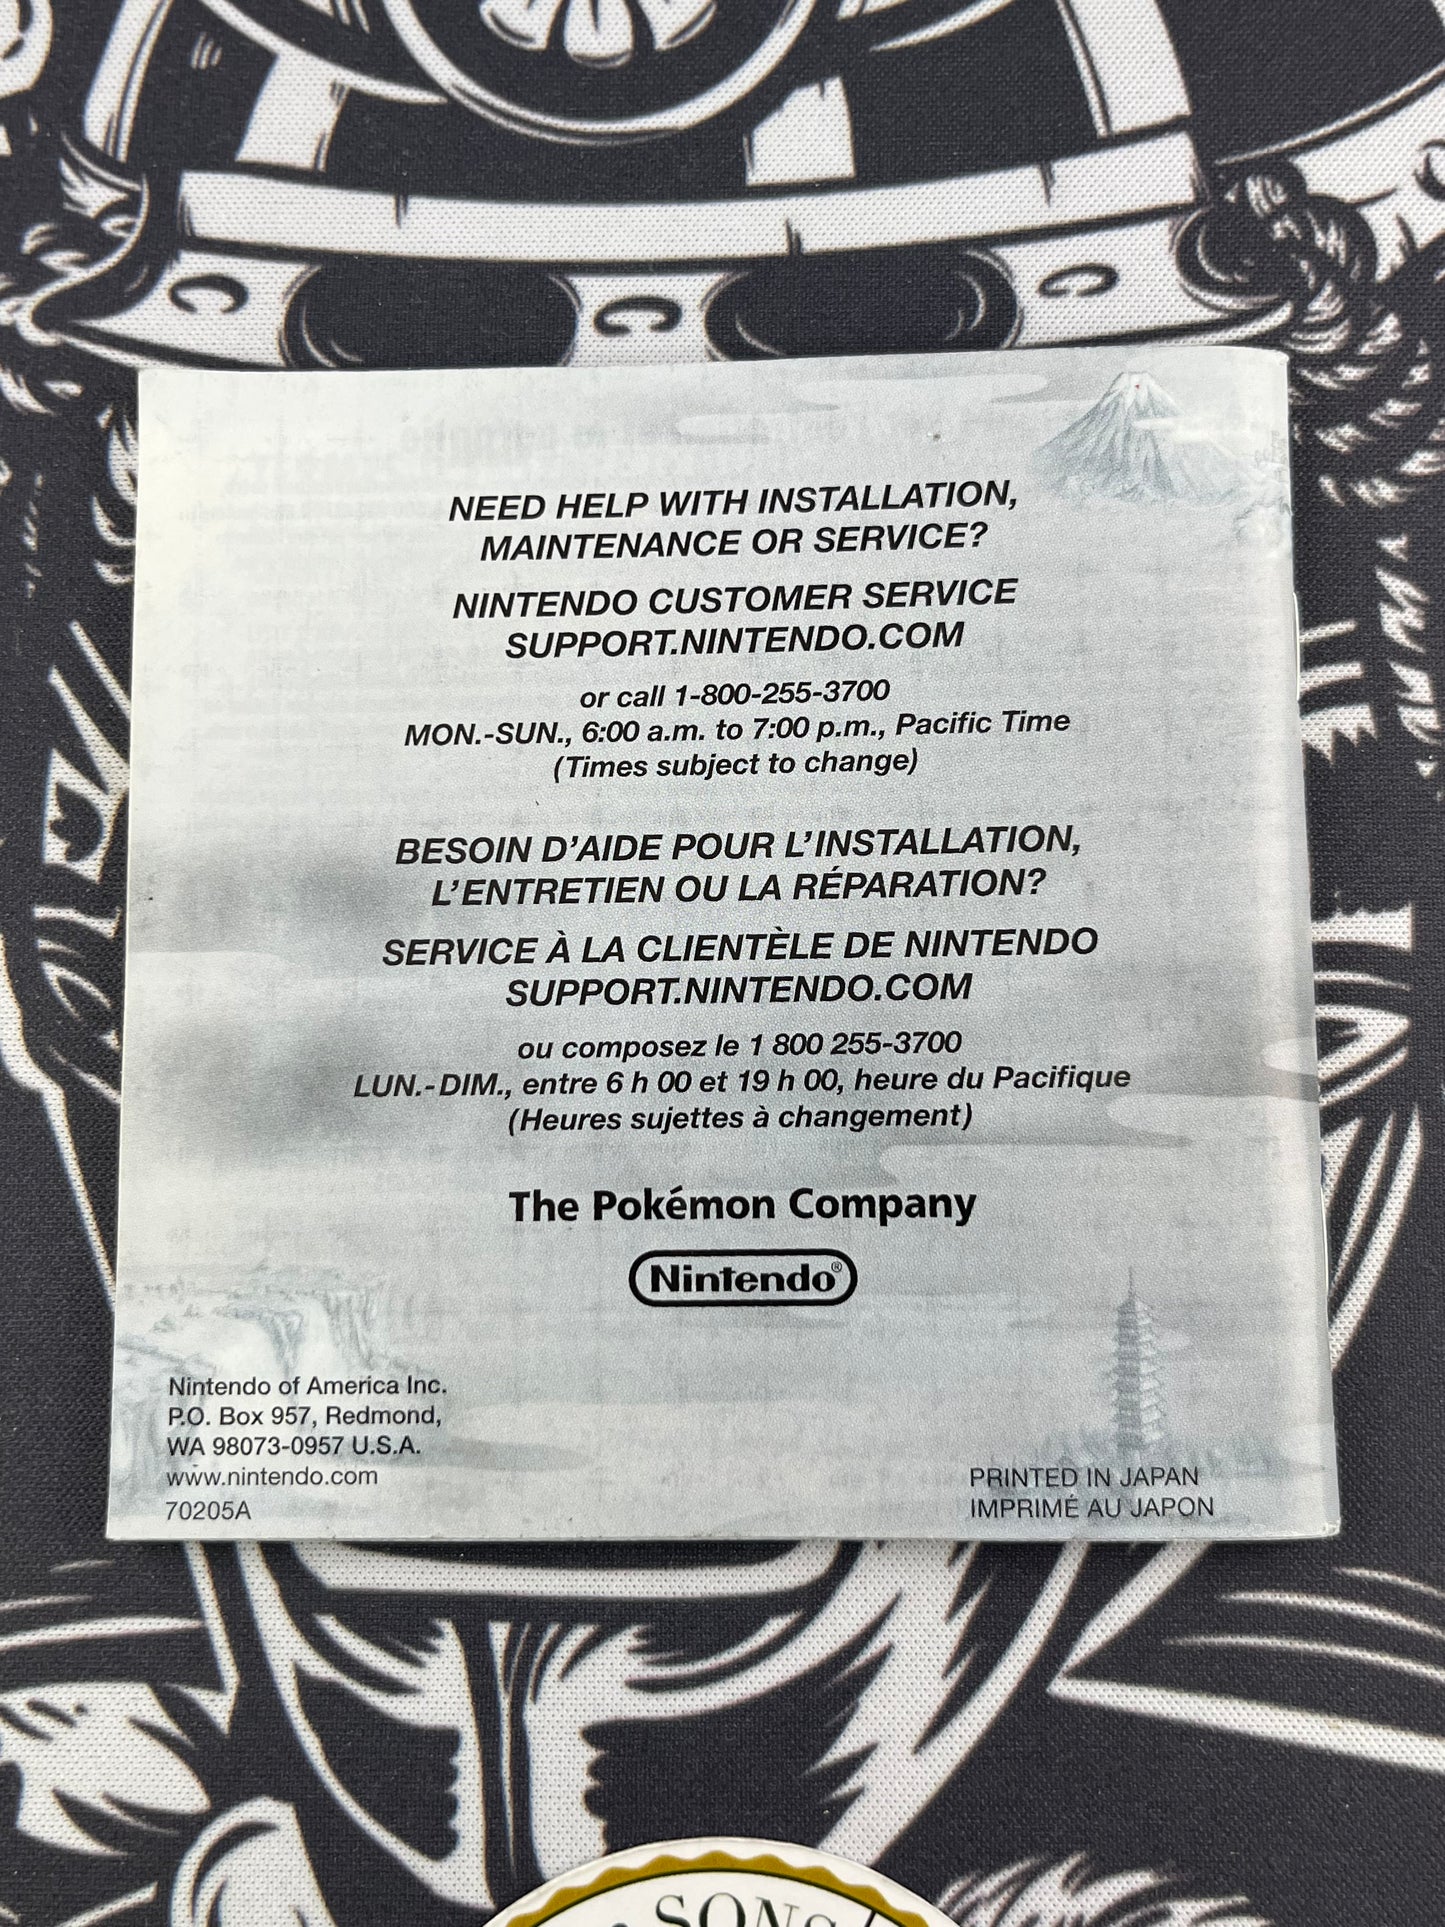 C C C
NEED HELP WITH INSTALLATION,
MAINTENANCE OR SERVICE?
NINTENDO CUSTOMER SERVICE
SUPPORT.NINTENDO.COM
or call 1-800-255-3700
MON.-SUN., 6:00 a.m. to 7:00 p.m., Pacific Time
(Times subject to change)
BESOIN D'AIDE POUR L'INSTALLATION,
L'ENTRETIEN OU LA RÉPARATION?
SERVICE À LA CLIENTÈLE DE NINTENDO
SUPPORT.NINTENDO.COM
ou composez le 1 800 255-3700
LUN.-DIM., entre 6 h 00 et 19 h 00, heure du Pacifique
(Heures sujettes à changement)
The Pokémon Company
Nintendo®
Nintendo of America Inc.
P.O. Box 957, Redmond,
WA 98073-0957 U.S.A.
www.nintendo.com
70205A
PRINTED IN JAPAN
IMPRIMÉ AU JAPON
SONS